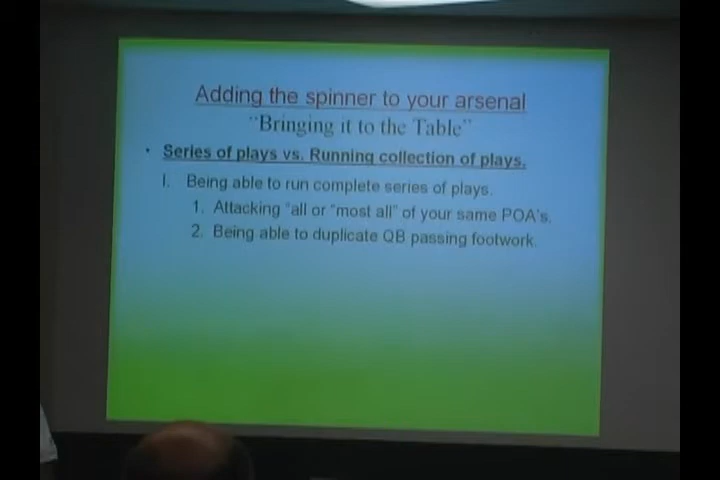 Adding the spinner to your arsenal
"Bringing it to the Table"
• Series of plays vs. Running collection of plays.
I. Being able to run complete series of plays.
1. Attacking "all or "most all" of your same POA's.
2. Being able to duplicate QB passing footwork.